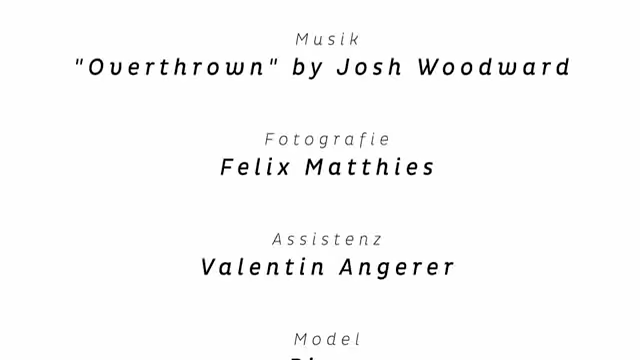 Musik
"Overthrown" by Josh Woodward
Fotografie
Felix Matthies
Assistenz
Valentin Angerer
Model